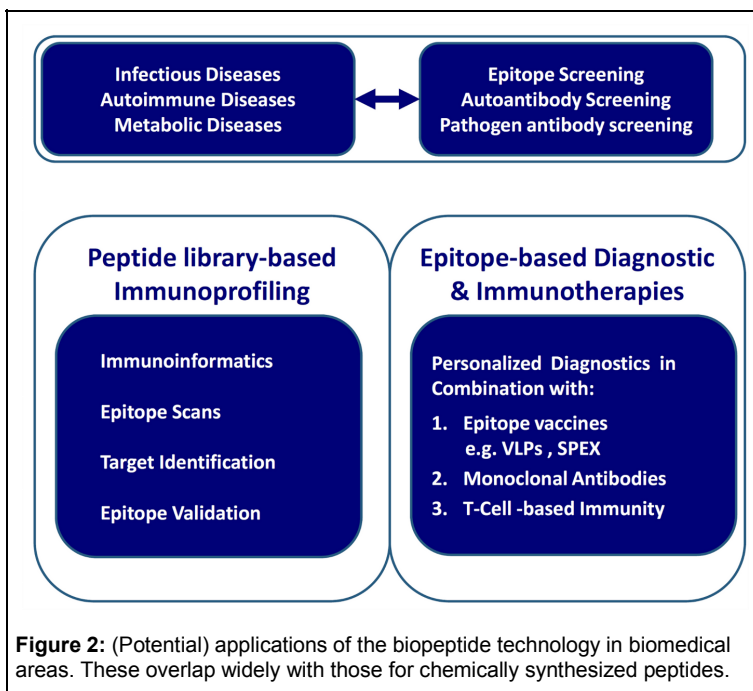 Infectious Diseases
Autoimmune Diseases
Metabolic Diseases
Epitope Screening
Autoantibody Screening
Pathogen antibody screening
Peptide library-based
Immunoprofiling
Immunoinformatics
Epitope Scans
Target Identification
Epitope Validation
Epitope-based Diagnostic
& Immunotherapies
Personalized Diagnostics in
Combination with:
1. Epitope vaccines
e.g. VLPs , SPEX
2. Monoclonal Antibodies
3. T-Cell -based Immunity
Figure 2: (Potential) applications of the biopeptide technology in biomedical
areas. These overlap widely with those for chemically synthesized peptides.